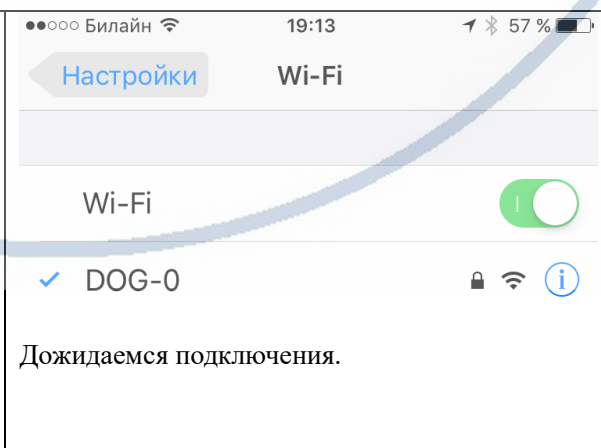 ●●○○○ Билайн 19:13 57 %
Настройки Wi-Fi
Wi-Fi
DOG-0 i
Дожидаемся подключения.